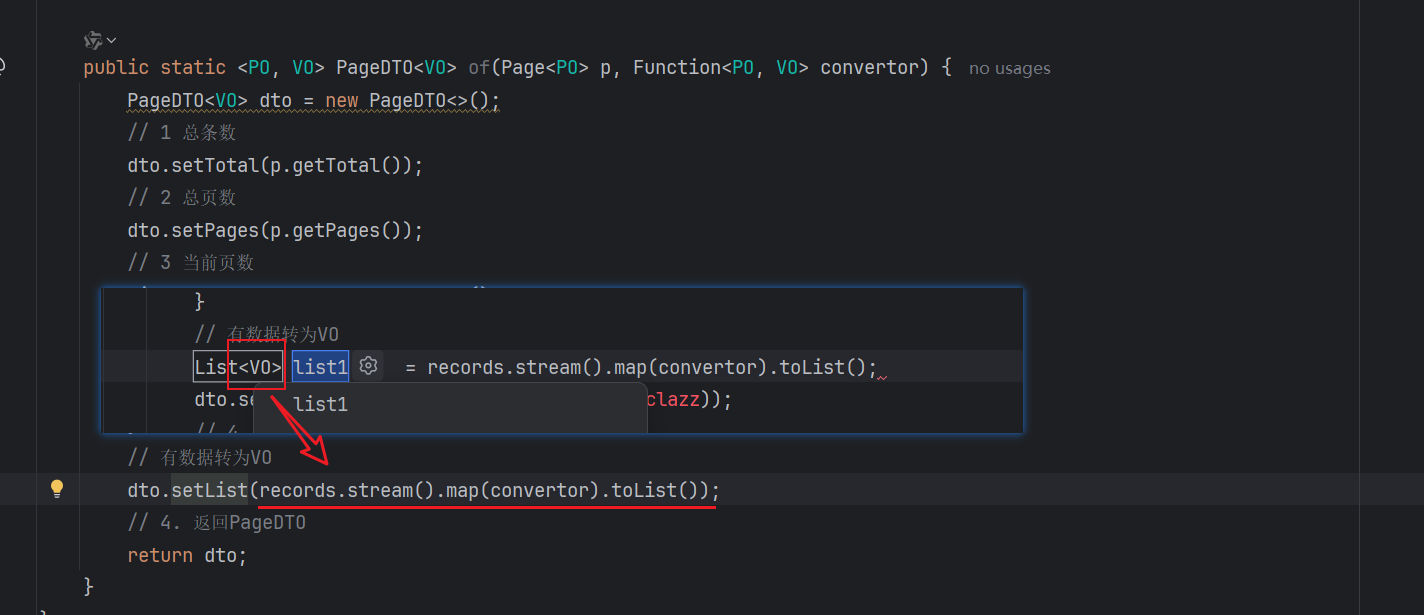 public static <PO, VO> PageDTO<VO> of(Page<PO> p, Function<PO, VO> convertor) { no usages
PageDTO<VO> dto = new PageDTO<>();
// 1 总条数
dto.setTotal(p.getTotal());
// 2 总页数
dto.setPages(p.getPages());
// 3 当前页数
}
// 有数据转为VO
List<VO> list1 = records.stream().map(convertor).toList();
dto.se clazz));
list1
// 4
// 有数据转为VO
dto.setList(records.stream().map(convertor).toList());
// 4. 返回PageDTO
return dto;
}